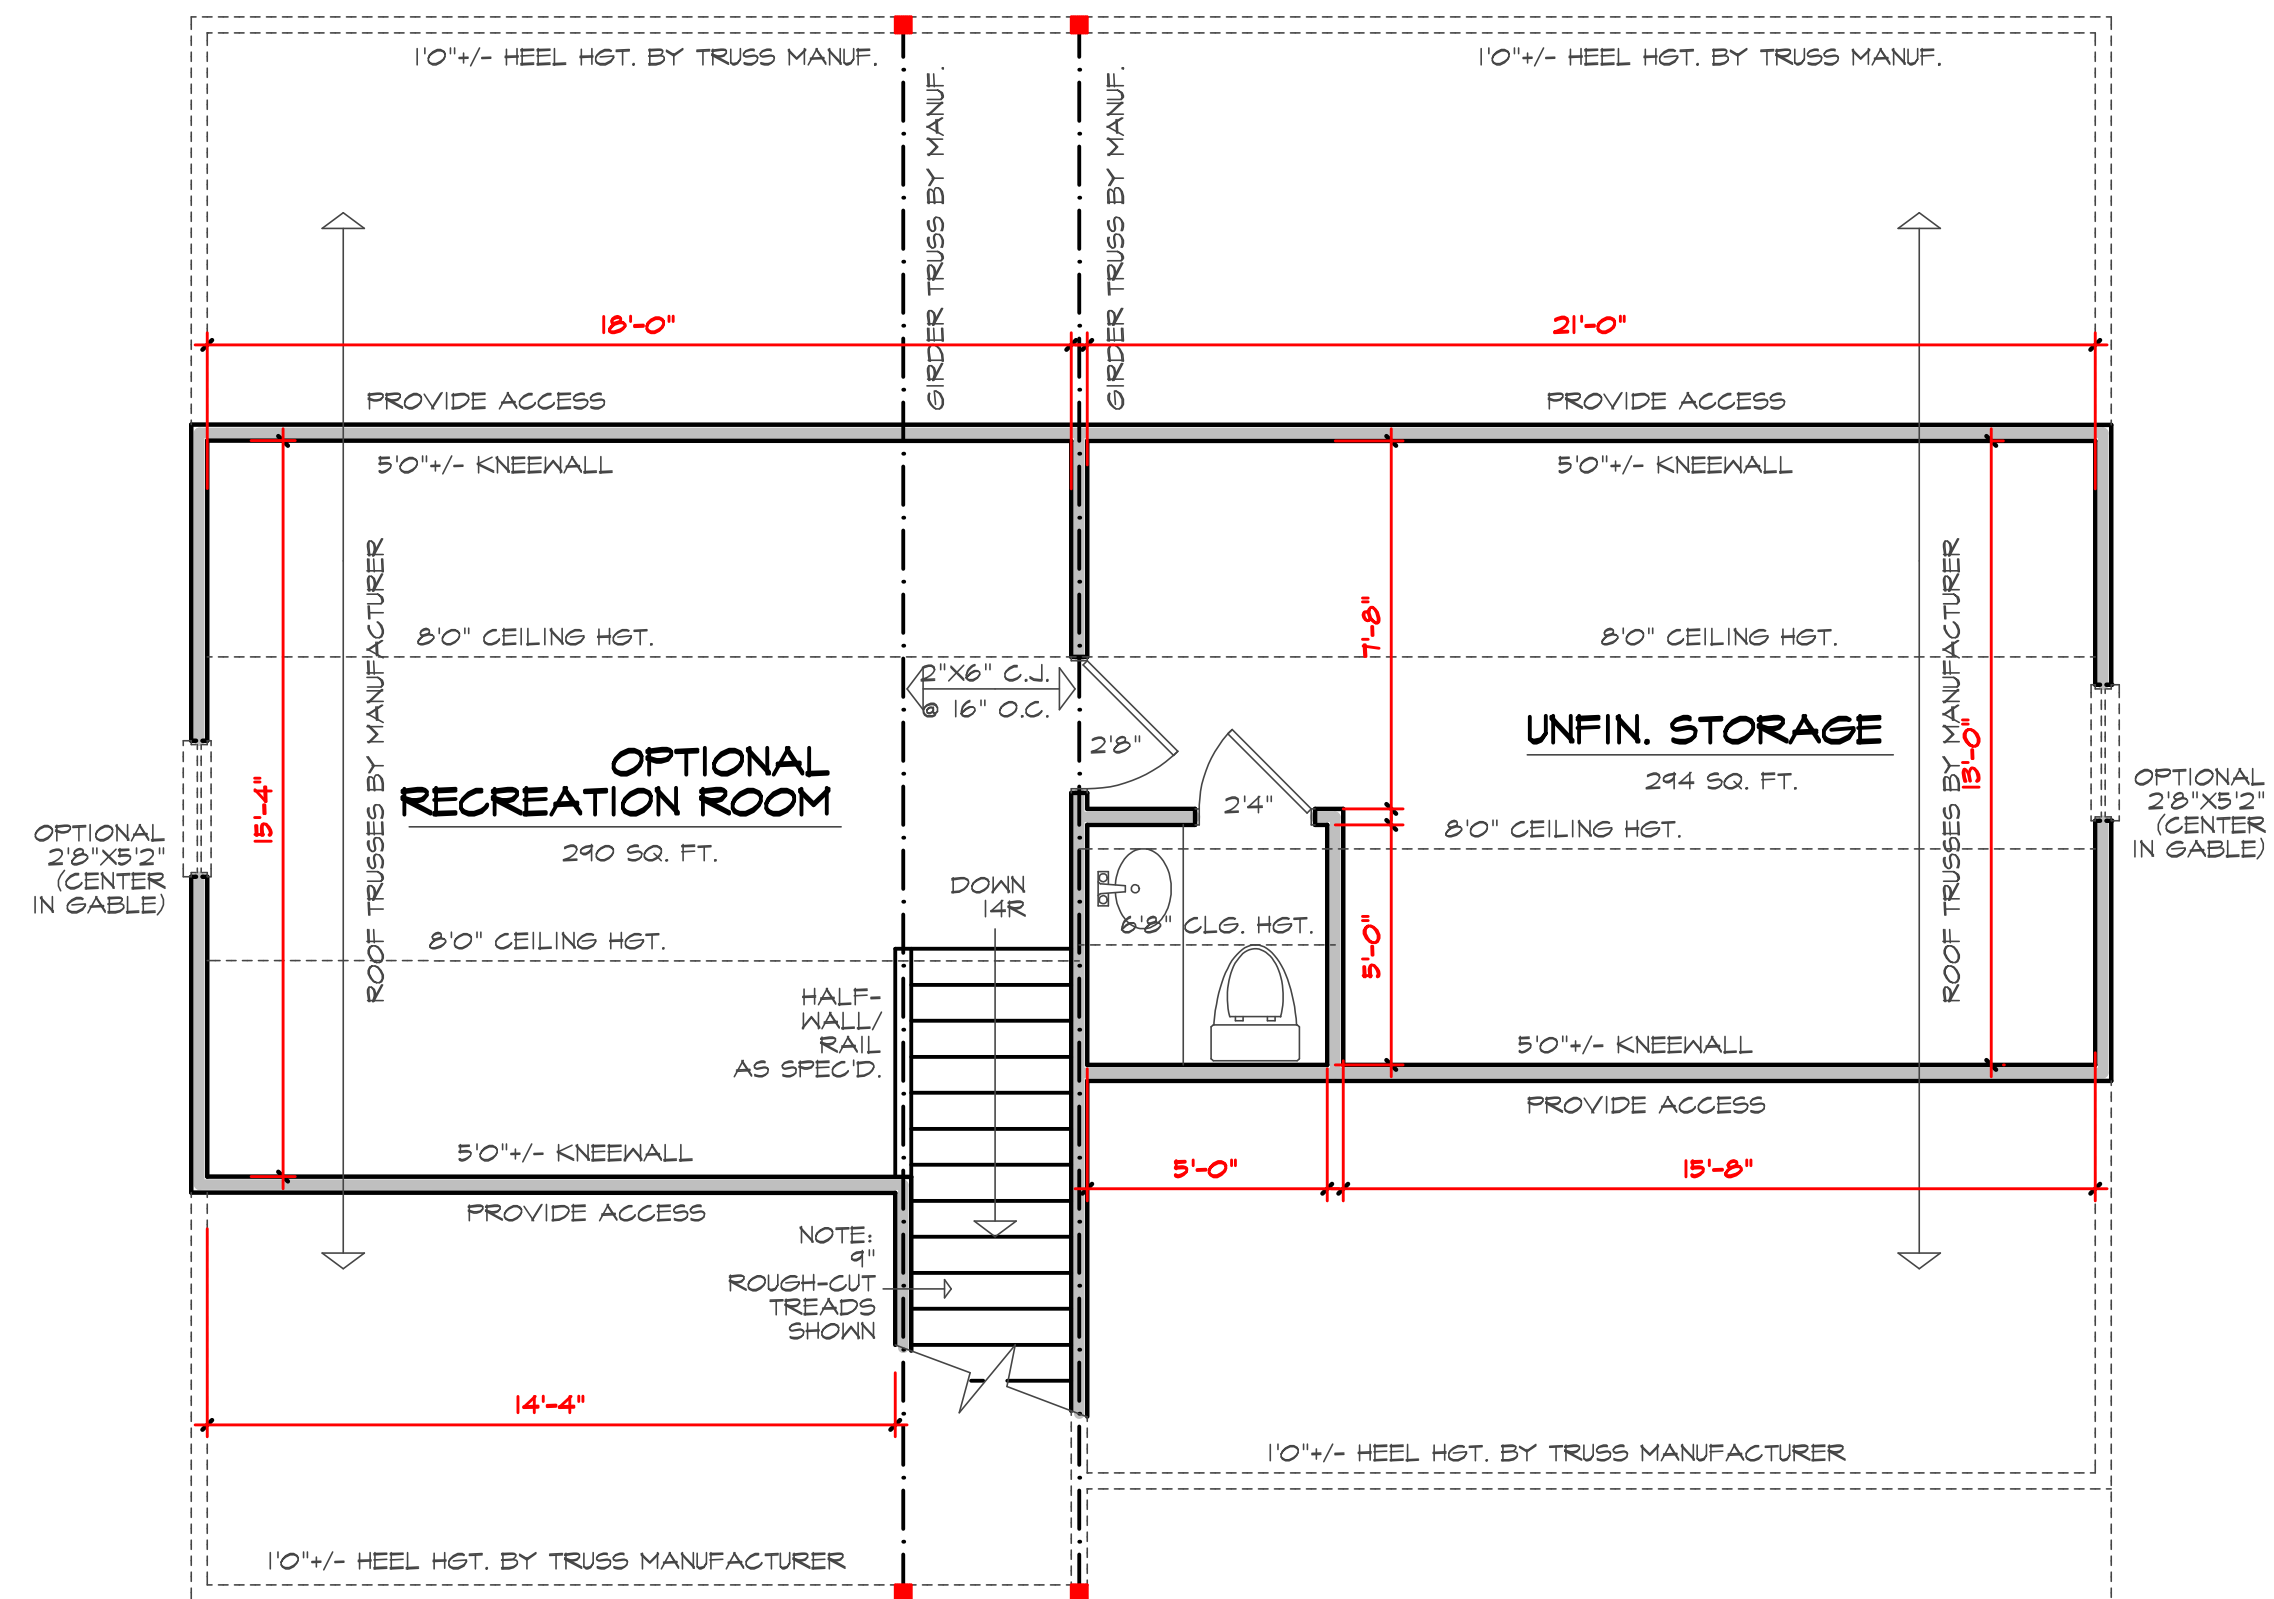 1'0"+/- HEEL HGT. BY TRUSS MANUF.
1'0"+/- HEEL HGT. BY TRUSS MANUF.
GIRDER TRUSS BY MANUF.
GIRDER TRUSS BY MANUF.
18'-0"
21'-0"
PROVIDE ACCESS
PROVIDE ACCESS
5'0"+/- KNEEWALL
5'0"+/- KNEEWALL
ROOF TRUSSES BY MANUFACTURER
ROOF TRUSSES BY MANUFACTURER
7'-8"
8'0" CEILING HGT.
8'0" CEILING HGT.
2"X6" C.J.
@ 16" O.C.
2'8"
UNFIN. STORAGE
294 SQ. FT.
13'-0"
OPTIONAL
RECREATION ROOM
290 SQ. FT.
15'-4"
2'4"
OPTIONAL
2'8"X5'2"
(CENTER
IN GABLE)
OPTIONAL
2'8"X5'2"
(CENTER
IN GABLE)
8'0" CEILING HGT.
DOWN
14R
6'8" CLG. HGT.
5'-0"
8'0" CEILING HGT.
HALF-
WALL/
RAIL
AS SPEC'D.
5'0"+/- KNEEWALL
PROVIDE ACCESS
5'0"+/- KNEEWALL
PROVIDE ACCESS
5'-0"
15'-8"
NOTE:
9"
ROUGH-CUT
TREADS
SHOWN
14'-4"
1'0"+/- HEEL HGT. BY TRUSS MANUFACTURER
1'0"+/- HEEL HGT. BY TRUSS MANUFACTURER